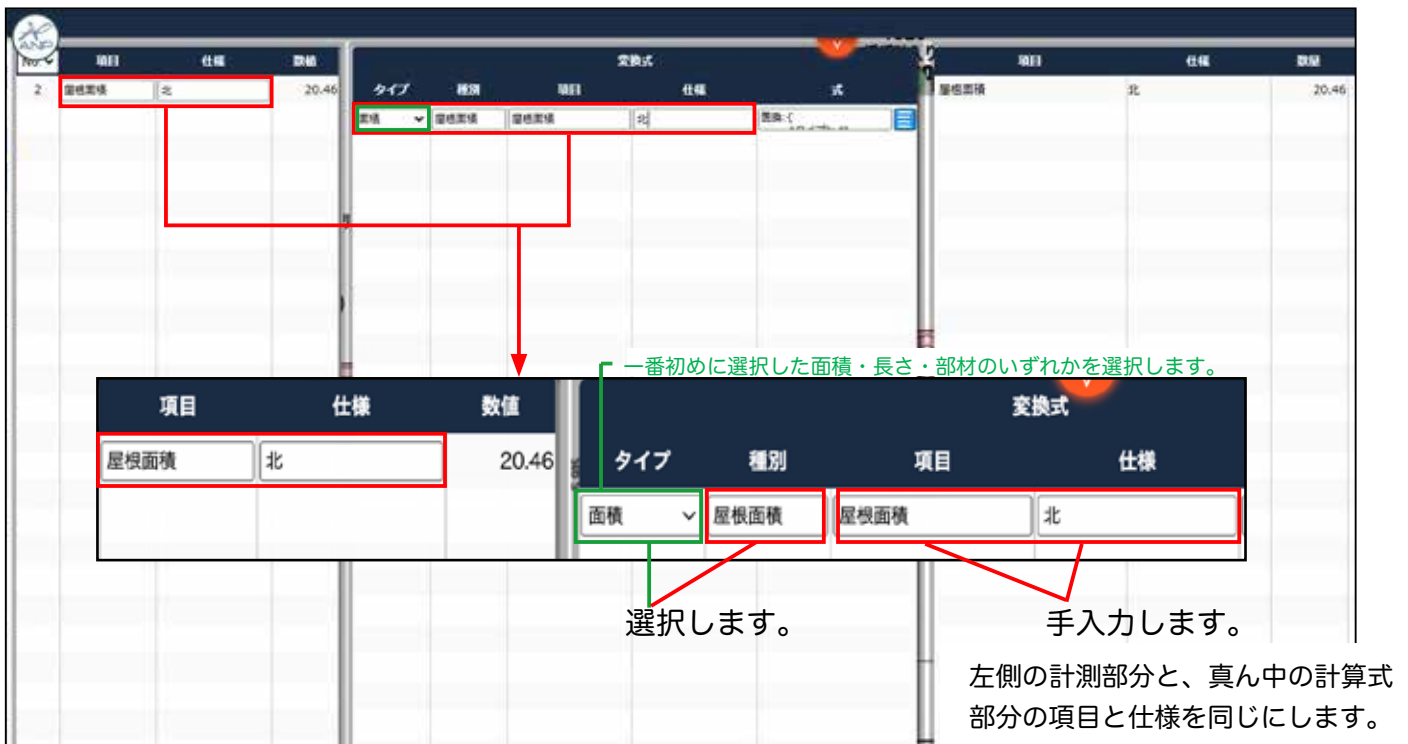 ANP
No
項目 仕様 数値
変換式
項目 仕様 数量
2 屋根面積 北 20.46
タイプ 種別 項目 仕様 式
屋根面積 北 20.46
面積 屋根面積 屋根面積 北 面換:{
一番初めに選択した面積・長さ・部材のいずれかを選択します。
項目 仕様 数値
変換式
屋根面積 北 20.46
タイプ 種別 項目 仕様
面積 屋根面積 屋根面積 北
選択します。
手入力します。
左側の計測部分と、真ん中の計算式
部分の項目と仕様を同じにします。